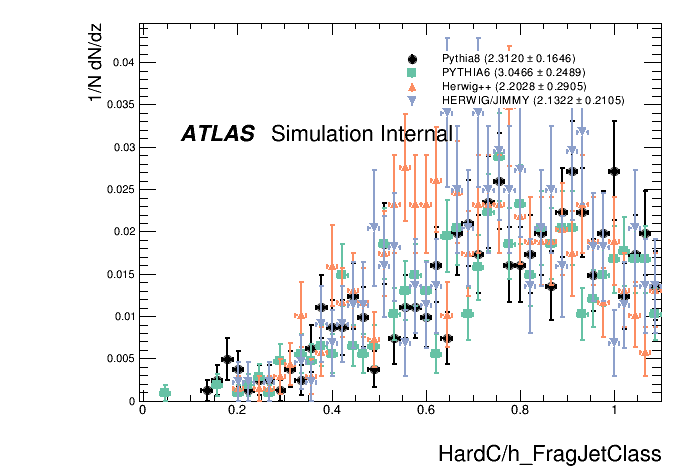 1/N dN/dz
Pythia8 (2.3120 ± 0.1646)
PYTHIA6 (3.0466 ± 0.2489)
Herwig++ (2.2028 ± 0.2905)
HERWIG/JIMMY (2.1322 ± 0.2105)
ATLAS Simulation Internal
0.04
0.035
0.03
0.025
0.02
0.015
0.01
0.005
0
0 0.2 0.4 0.6 0.8 1
HardC/h_FragJetClass